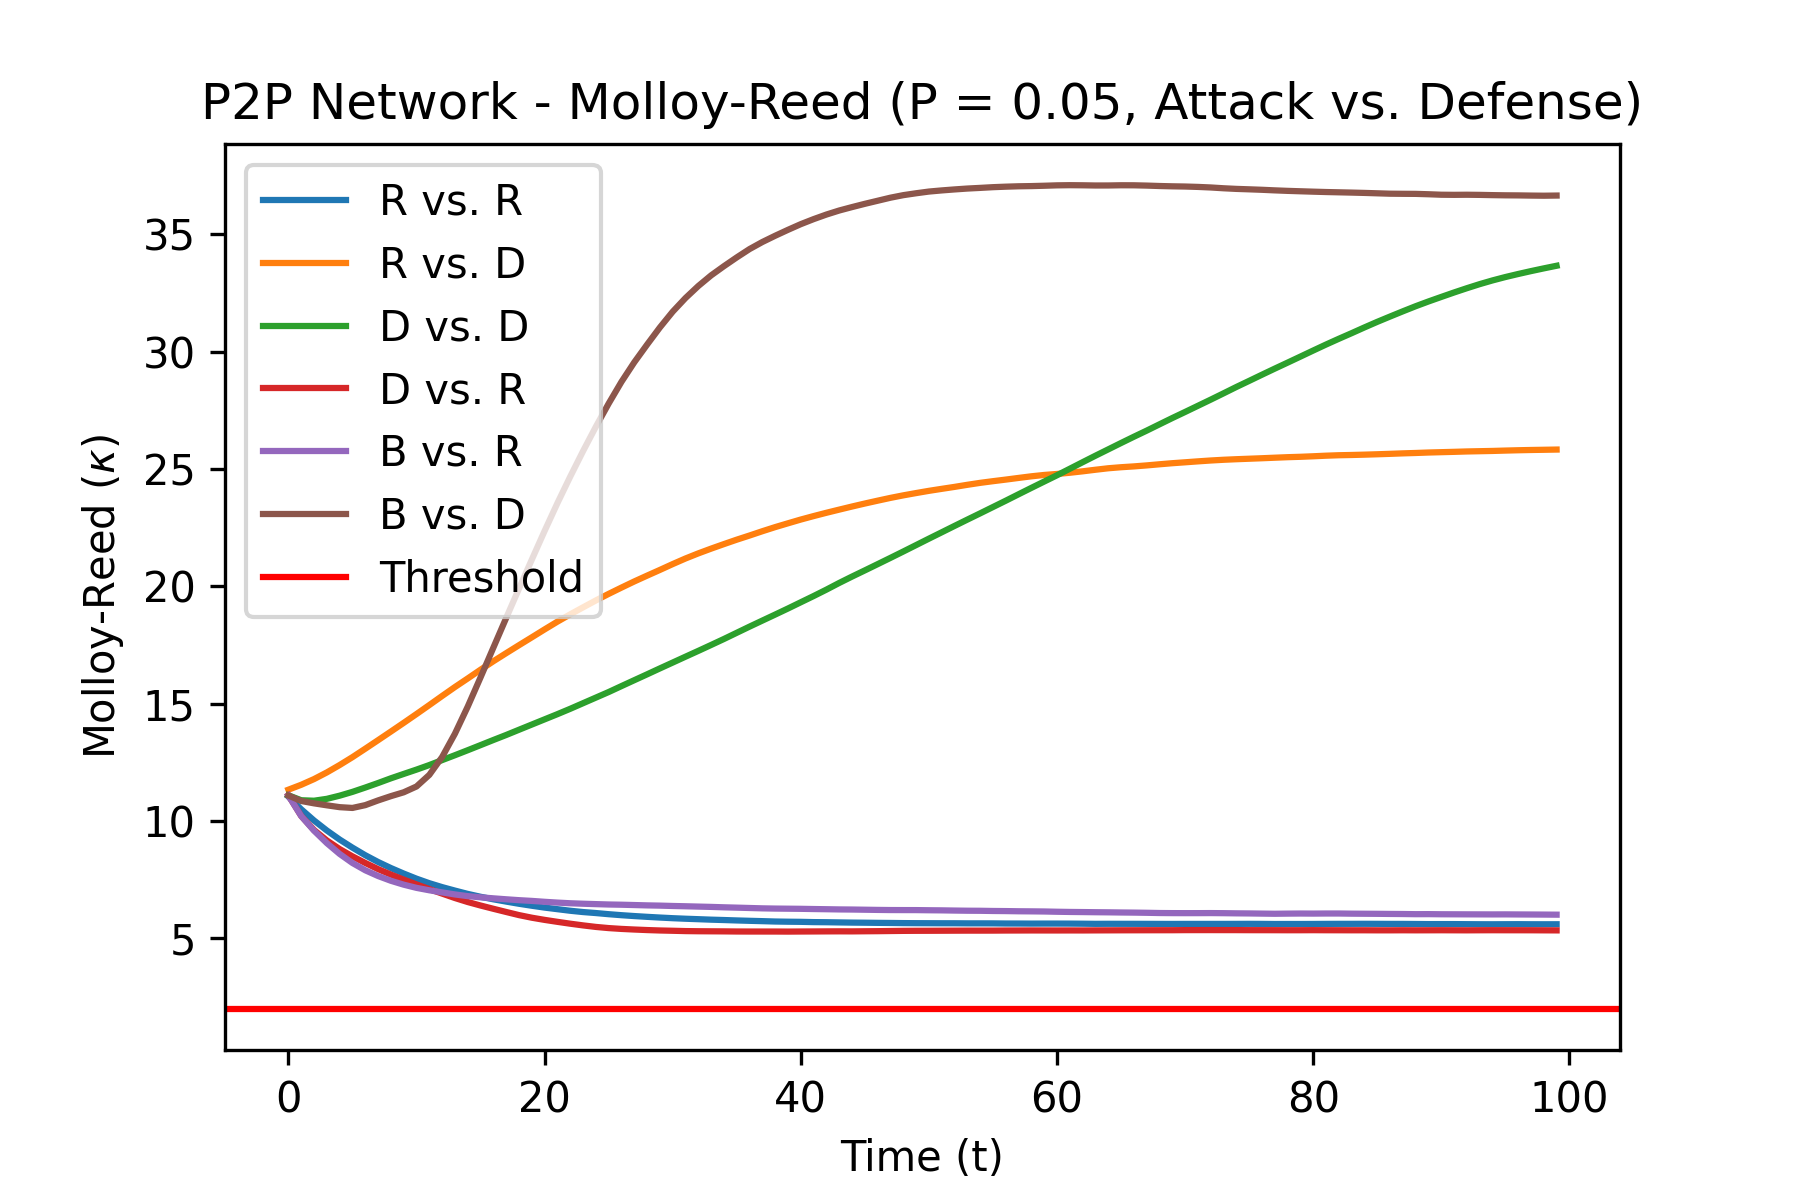 P2P Network - Molloy-Reed (P = 0.05, Attack vs. Defense)
R vs. R
R vs. D
D vs. D
D vs. R
B vs. R
B vs. D
Threshold
Molloy-Reed (κ)
35
30
25
20
15
10
5
0 20 40 60 80 100
Time (t)